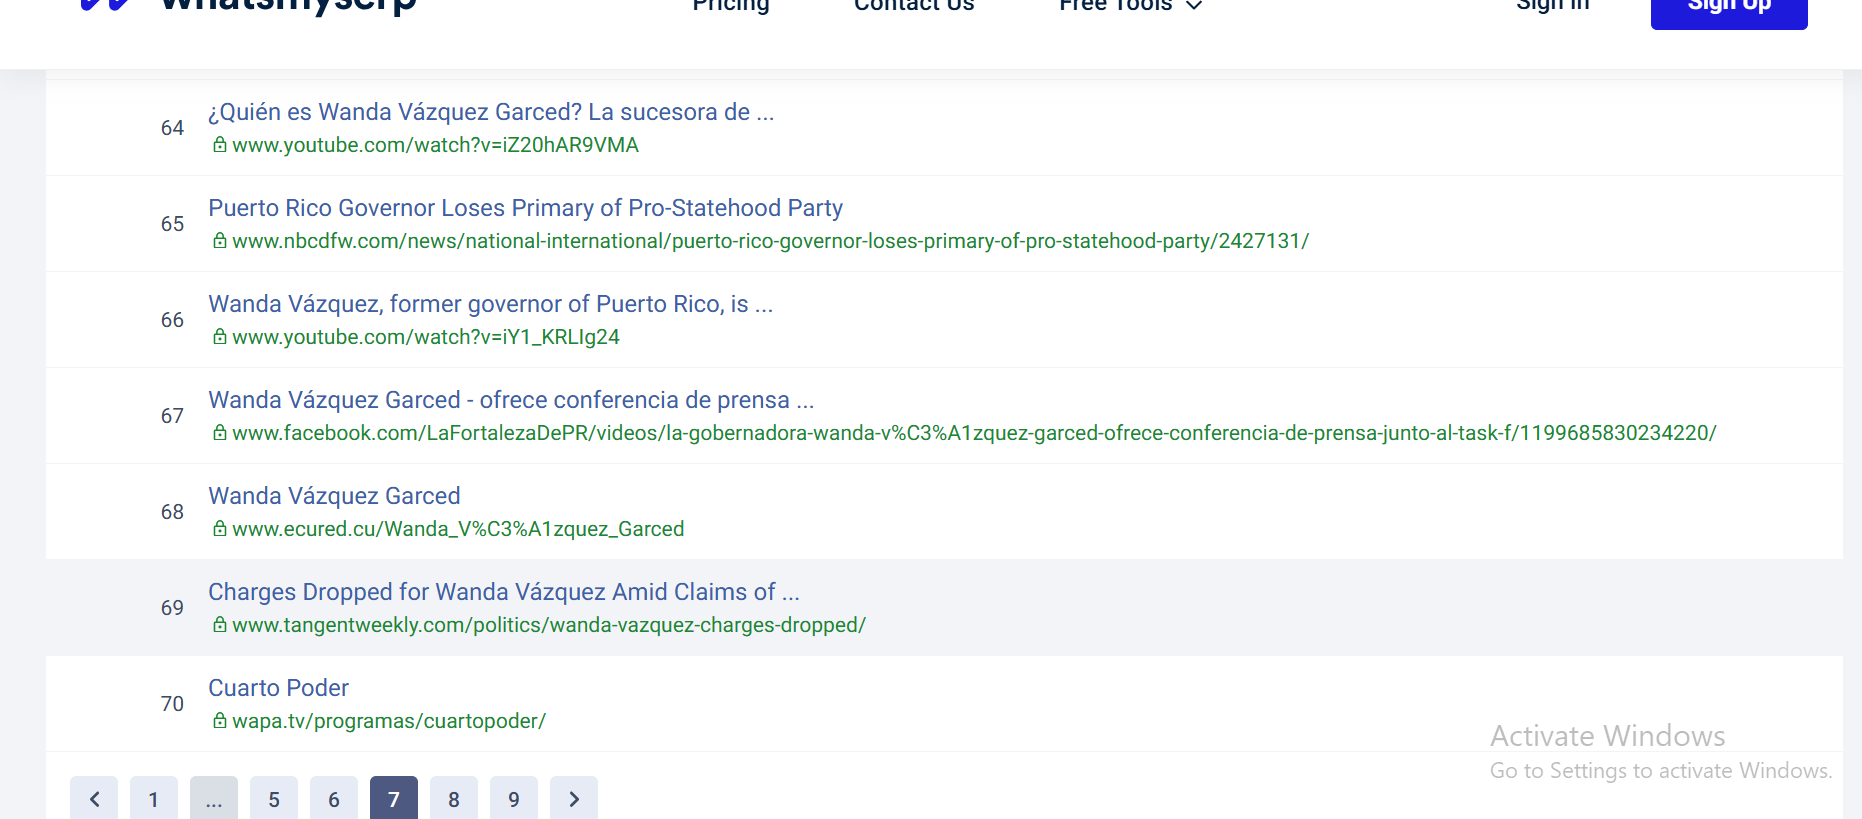 whatsmyserp
Pricing
Contact Us
Free Tools
Sign In
Sign Up
64
¿Quién es Wanda Vázquez Garced? La sucesora de ...
www.youtube.com/watch?v=iZ20hAR9VMA
65
Puerto Rico Governor Loses Primary of Pro-Statehood Party
www.nbcdfw.com/news/national-international/puerto-rico-governor-loses-primary-of-pro-statehood-party/2427131/
66
Wanda Vázquez, former governor of Puerto Rico, is ...
www.youtube.com/watch?v=iY1_KRLIg24
67
Wanda Vázquez Garced - ofrece conferencia de prensa ...
www.facebook.com/LaFortalezaDePR/videos/la-gobernadora-wanda-v%C3%A1zquez-garced-ofrece-conferencia-de-prensa-junto-al-task-f/1199685830234220/
68
Wanda Vázquez Garced
www.ecured.cu/Wanda_V%C3%A1zquez_Garced
69
Charges Dropped for Wanda Vázquez Amid Claims of ...
www.tangentweekly.com/politics/wanda-vazquez-charges-dropped/
70
Cuarto Poder
wapa.tv/programas/cuartopoder/
Activate Windows
Go to Settings to activate Windows.
1 ... 5 6 7 8 9